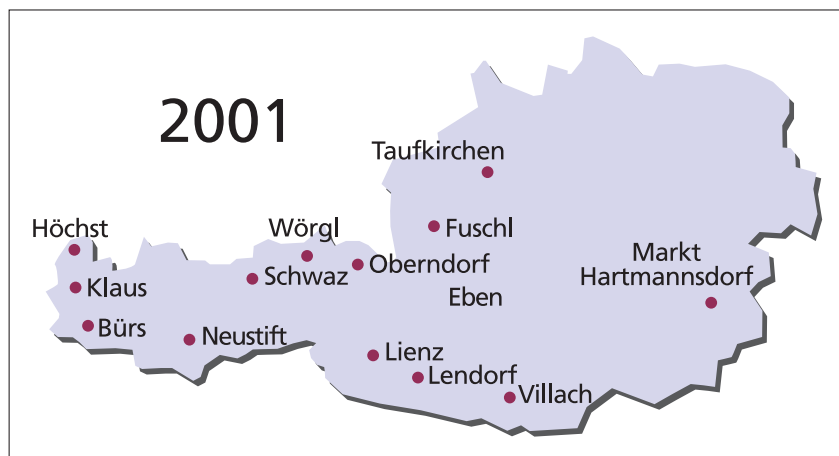 2001
Taufkirchen
Höchst
Wörgl
Fuschl
Markt
Hartmannsdorf
Oberndorf
Schwaz
Klaus
Eben
Bürs
Neustift
Lienz
Lendorf
Villach